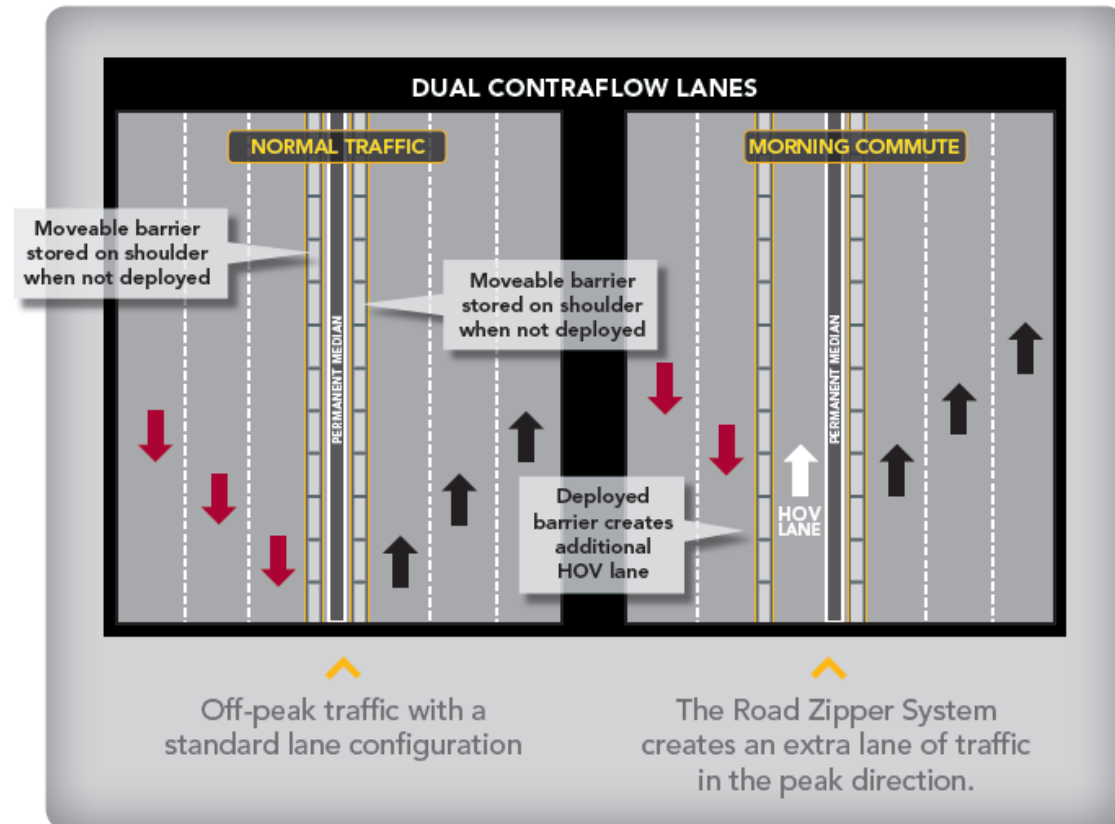 DUAL CONTRAFLOW LANES
NORMAL TRAFFIC
Moveable barrier
stored on shoulder
when not deployed
Moveable barrier
stored on shoulder
when not deployed
PERMANENT MEDIAN
MORNING COMMUTE
PERMANENT MEDIAN
Deployed
barrier creates
additional
HOV lane
HOV
LANE
Off-peak traffic with a
standard lane configuration
The Road Zipper System
creates an extra lane of traffic
in the peak direction.